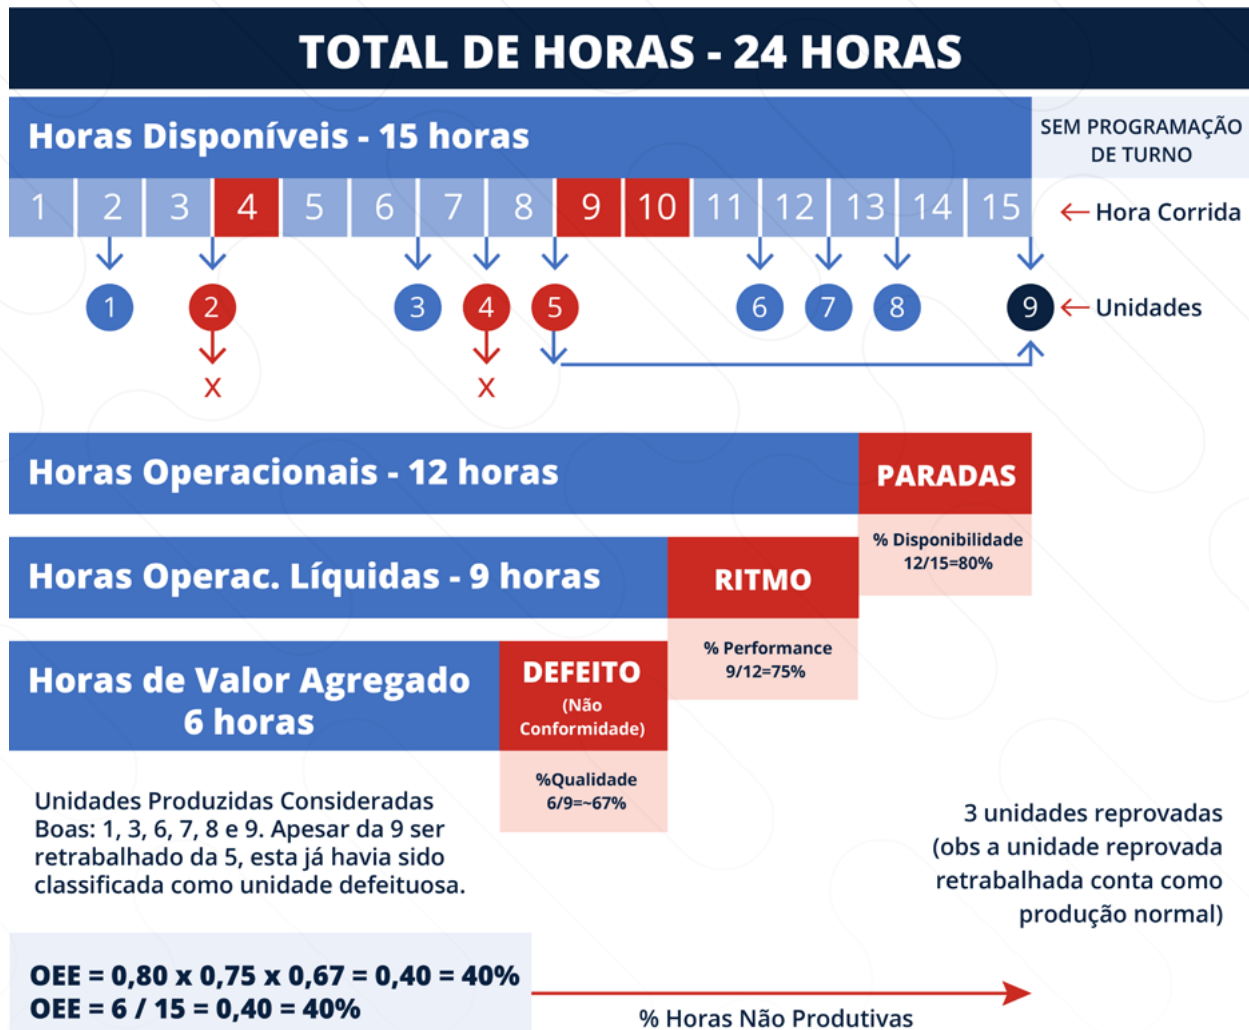 TOTAL DE HORAS - 24 HORAS
Horas Disponíveis - 15 horas
SEM PROGRAMAÇÃO
DE TURNO
1 2 3 4 5 6 7 8 9 10 11 12 13 14 15
Hora Corrida
1 2 3 4 5 6 7 8 9
Unidades
X X
Horas Operacionais - 12 horas
PARADAS
% Disponibilidade
12/15=80%
Horas Operac. Líquidas - 9 horas
RITMO
% Performance
9/12=75%
Horas de Valor Agregado
6 horas
DEFEITO
(Não
Conformidade)
%Qualidade
6/9=~67%
Unidades Produzidas Consideradas
Boas: 1, 3, 6, 7, 8 e 9. Apesar da 9 ser
retrabalhado da 5, esta já havia sido
classificada como unidade defeituosa.
3 unidades reprovadas
(obs a unidade reprovada
retrabalhada conta como
produção normal)
OEE = 0,80 x 0,75 x 0,67 = 0,40 = 40%
OEE = 6 / 15 = 0,40 = 40%
% Horas Não Produtivas